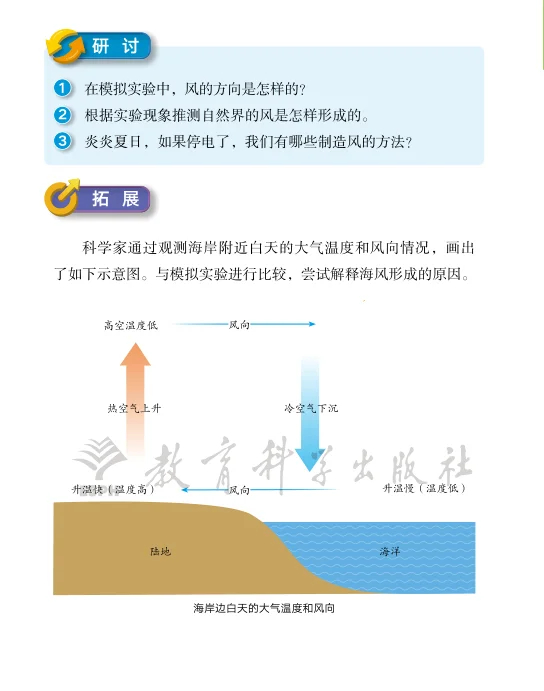 研讨
1 在模拟实验中，风的方向是怎样的？
2 根据实验现象推测自然界的风是怎样形成的。
3 炎炎夏日，如果停电了，我们有哪些制造风的方法？
拓展
科学家通过观测海岸附近白天的大气温度和风向情况，画出
了如下示意图。与模拟实验进行比较，尝试解释海风形成的原因。
高空温度低 风向
热空气上升 冷空气下沉
教育科学出版社
升温快（温度高） 风向 升温慢（温度低）
陆地 海洋
海岸边白天的大气温度和风向